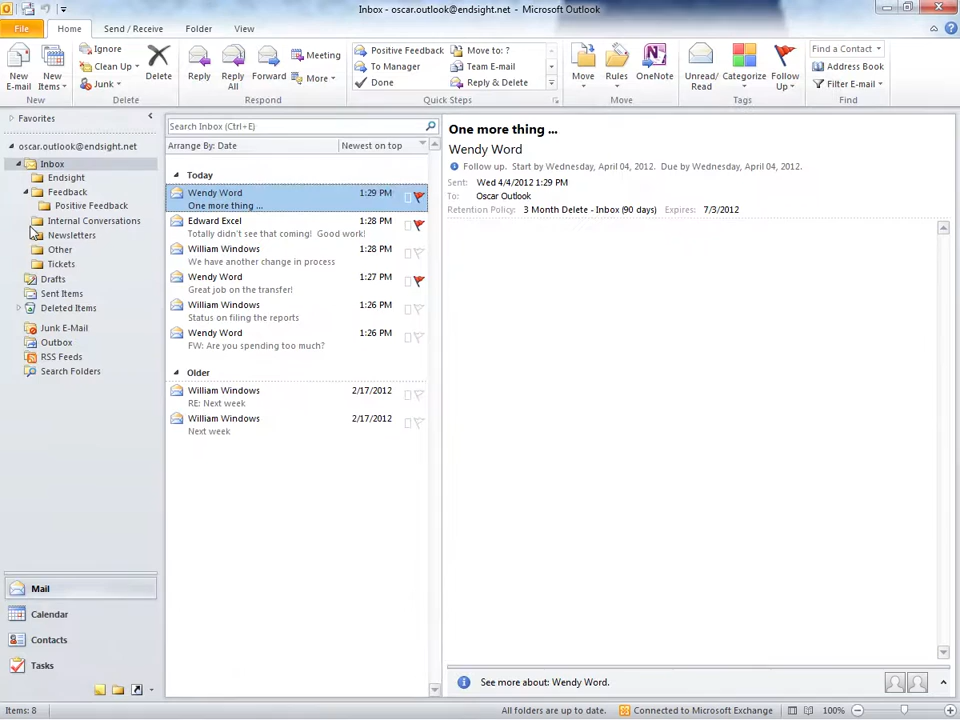 Inbox - oscar.outlook@endsight.net - Microsoft Outlook
File Home Send / Receive Folder View
New E-mail
New Items
New
Ignore
Clean Up
Junk
Delete
Delete
Reply
Reply All
Forward
Meeting
More
Respond
Positive Feedback
To Manager
Done
Move to: ?
Team E-mail
Reply & Delete
Quick Steps
Move
Rules
OneNote
Move
Unread/ Read
Categorize
Follow Up
Tags
Find a Contact
Address Book
Filter E-mail
Find
Favorites
oscar.outlook@endsight.net
Inbox
Endsight
Feedback
Positive Feedback
Internal Conversations
Newsletters
Other
Tickets
Drafts
Sent Items
Deleted Items
Junk E-Mail
Outbox
RSS Feeds
Search Folders
Mail
Calendar
Contacts
Tasks
Search Inbox (Ctrl+E)
Arrange By: Date Newest on top
Today
Wendy Word 1:29 PM
One more thing ...
Edward Excel 1:28 PM
Totally didn't see that coming! Good work!
William Windows 1:28 PM
We have another change in process
Wendy Word 1:27 PM
Great job on the transfer!
William Windows 1:26 PM
Status on filing the reports
Wendy Word 1:26 PM
FW: Are you spending too much?
Older
William Windows 2/17/2012
RE: Next week
William Windows 2/17/2012
Next week
One more thing ...
Wendy Word
Follow up. Start by Wednesday, April 04, 2012. Due by Wednesday, April 04, 2012.
Sent: Wed 4/4/2012 1:29 PM
To: Oscar Outlook
Retention Policy: 3 Month Delete - Inbox (90 days) Expires: 7/3/2012
See more about: Wendy Word.
Items: 8
All folders are up to date. Connected to Microsoft Exchange 100%